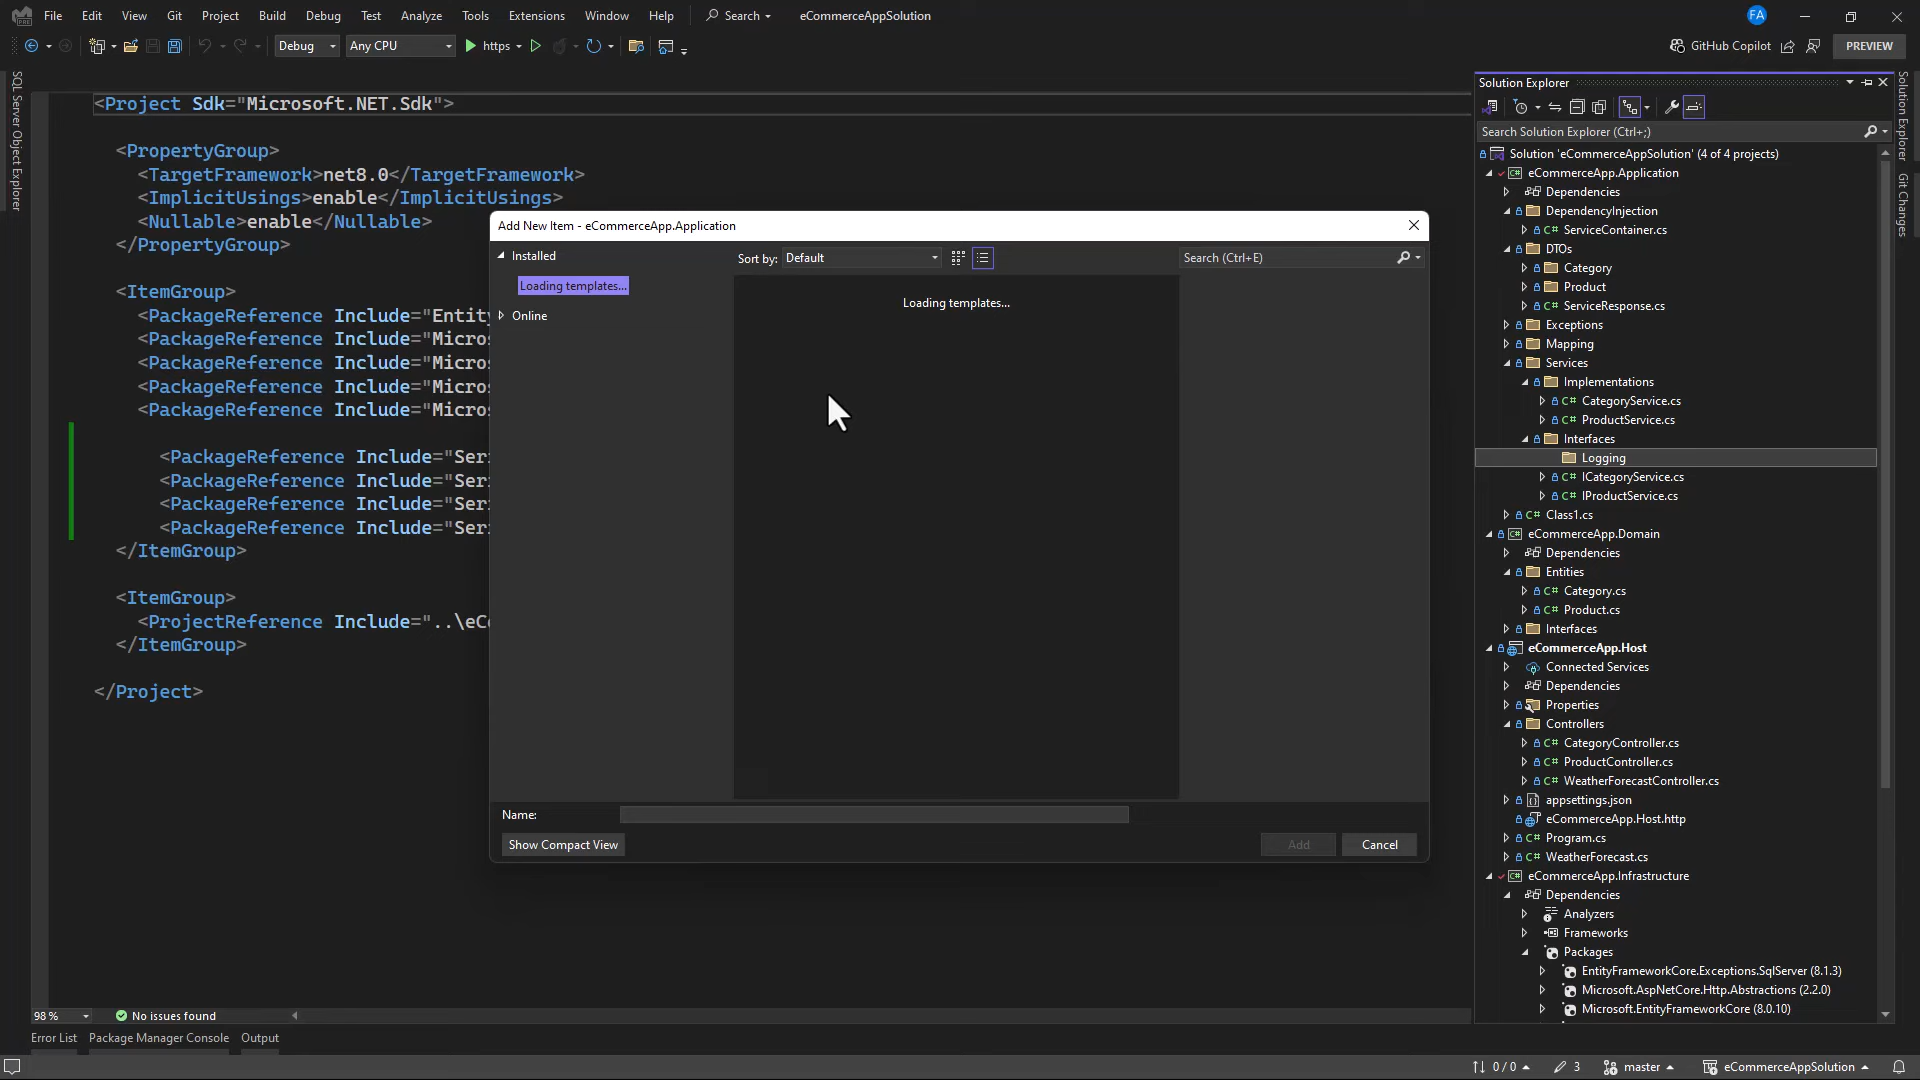 File Edit View Git Project Build Debug Test Analyze Tools Extensions Window Help Search eCommerceAppSolution FA
Debug Any CPU https GitHub Copilot PREVIEW
SQL Server Object Explorer
<Project Sdk="Microsoft.NET.Sdk">
<PropertyGroup>
<TargetFramework>net8.0</TargetFramework>
<ImplicitUsings>enable</ImplicitUsings>
<Nullable>enable</Nullable>
</PropertyGroup>
<ItemGroup>
<PackageReference Include="Entity
<PackageReference Include="Micros
<PackageReference Include="Micros
<PackageReference Include="Micros
<PackageReference Include="Micros
<PackageReference Include="Seri
<PackageReference Include="Seri
<PackageReference Include="Seri
<PackageReference Include="Seri
</ItemGroup>
<ItemGroup>
<ProjectReference Include="..\eCo
</ItemGroup>
</Project>
98 % No issues found
Add New Item - eCommerceApp.Application
Installed
Loading templates...
Online
Sort by: Default
Search (Ctrl+E)
Loading templates...
Name:
Show Compact View
Add Cancel
Solution Explorer
Search Solution Explorer (Ctrl+;)
Solution 'eCommerceAppSolution' (4 of 4 projects)
eCommerceApp.Application
Dependencies
DependencyInjection
C# ServiceContainer.cs
DTOs
Category
Product
C# ServiceResponse.cs
Exceptions
Mapping
Services
Implementations
C# CategoryService.cs
C# ProductService.cs
Interfaces
Logging
C# ICategoryService.cs
C# IProductService.cs
C# Class1.cs
eCommerceApp.Domain
Dependencies
Entities
C# Category.cs
C# Product.cs
Interfaces
eCommerceApp.Host
Connected Services
Dependencies
Properties
Controllers
C# CategoryController.cs
C# ProductController.cs
C# WeatherForecastController.cs
appsettings.json
eCommerceApp.Host.http
C# Program.cs
C# WeatherForecast.cs
eCommerceApp.Infrastructure
Dependencies
Analyzers
Frameworks
Packages
EntityFrameworkCore.Exceptions.SqlServer (8.1.3)
Microsoft.AspNetCore.Http.Abstractions (2.2.0)
Microsoft.EntityFrameworkCore (8.0.10)
Solution Explorer
Git Changes
Error List Package Manager Console Output
0 / 0 3 master eCommerceAppSolution